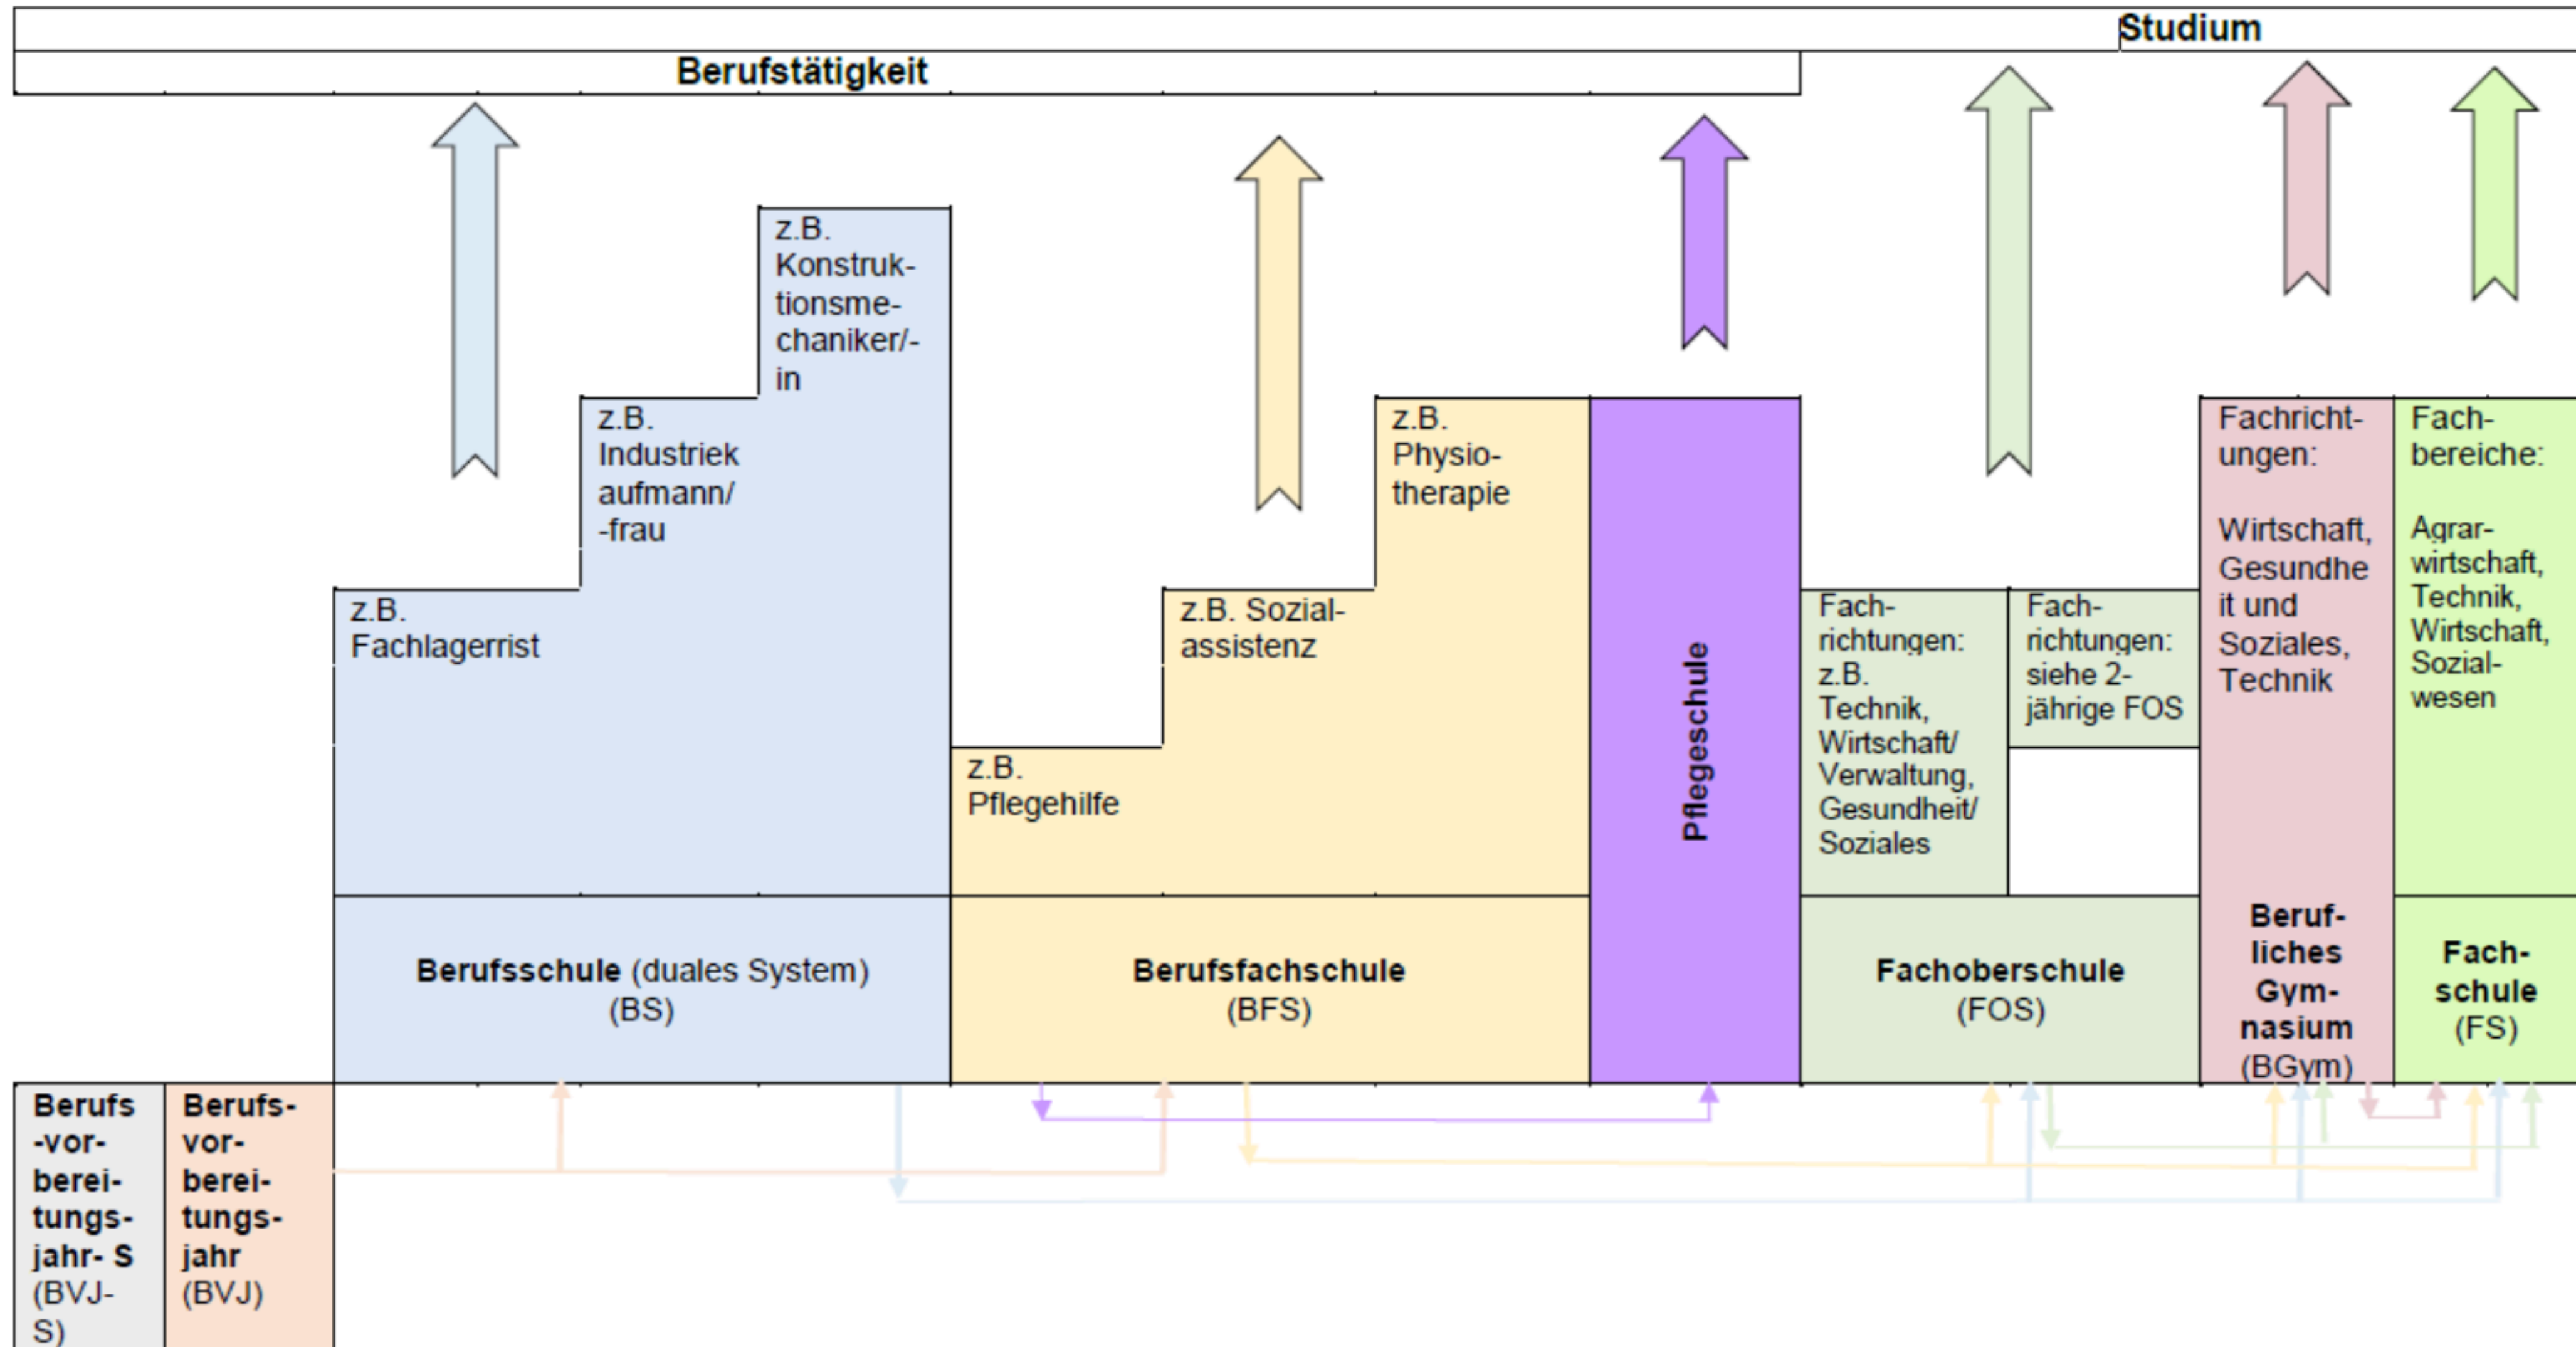 Studium
Berufstätigkeit
z.B.
Konstruk-
tionsme-
chaniker/-
in
z.B.
Industriek
aufmann/
-frau
z.B.
Fachlagerrist
z.B.
Physio-
therapie
z.B. Sozial-
assistenz
z.B.
Pflegehilfe
Pflegeschule
Fach-
richtungen:
z.B.
Technik,
Wirtschaft/
Verwaltung,
Gesundheit/
Soziales
Fach-
richtungen:
siehe 2-
jährige FOS
Fachricht-
ungen:
Wirtschaft,
Gesundhe
it und
Soziales,
Technik
Fach-
bereiche:
Agrar-
wirtschaft,
Technik,
Wirtschaft,
Sozial-
wesen
Berufsschule (duales System)
(BS)
Berufsfachschule
(BFS)
Fachoberschule
(FOS)
Beruf-
liches
Gym-
nasium
(BGym)
Fach-
schule
(FS)
Berufs
-vor-
berei-
tungs-
jahr- S
(BVJ-
S)
Berufs-
vor-
berei-
tungs-
jahr
(BVJ)